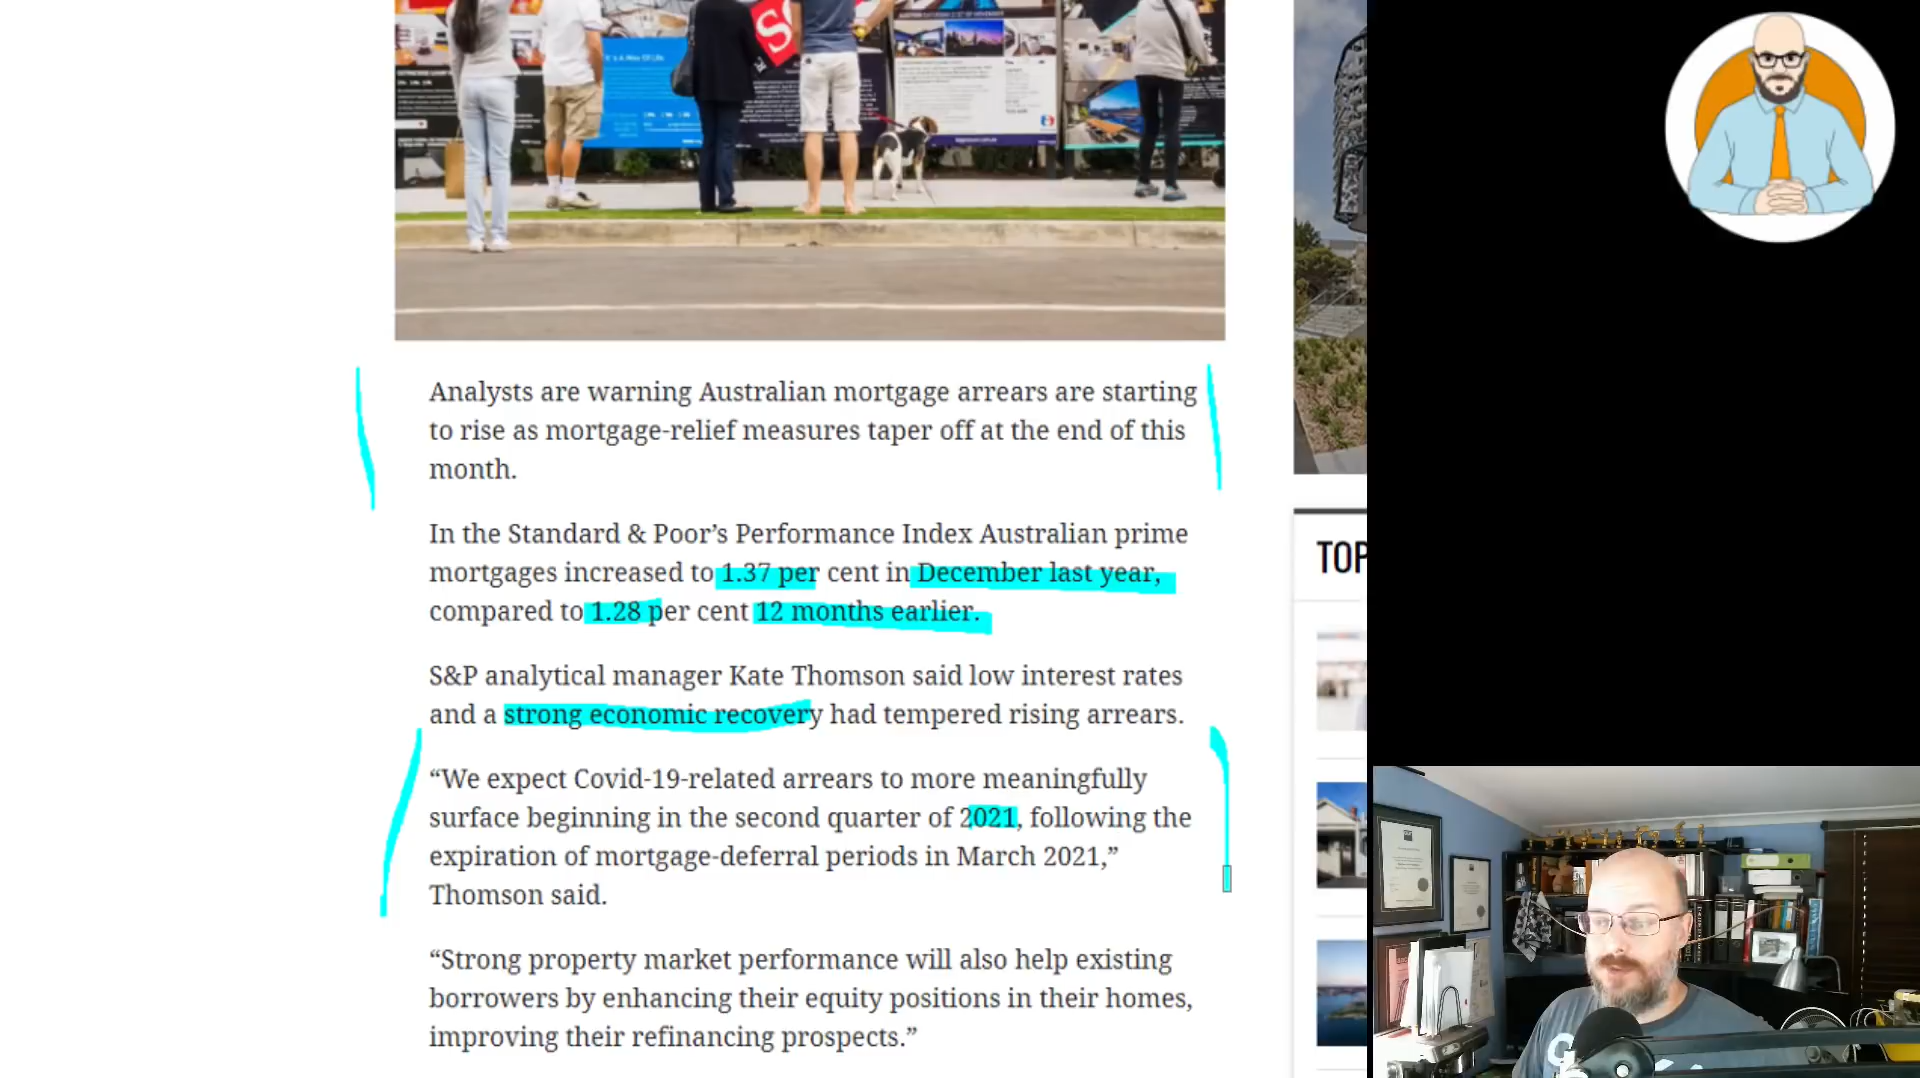 Analysts are warning Australian mortgage arrears are starting
to rise as mortgage-relief measures taper off at the end of this
month.
In the Standard & Poor’s Performance Index Australian prime
mortgages increased to 1.37 per cent in December last year,
compared to 1.28 per cent 12 months earlier.
S&P analytical manager Kate Thomson said low interest rates
and a strong economic recovery had tempered rising arrears.
“We expect Covid-19-related arrears to more meaningfully
surface beginning in the second quarter of 2021, following the
expiration of mortgage-deferral periods in March 2021,”
Thomson said.
“Strong property market performance will also help existing
borrowers by enhancing their equity positions in their homes,
improving their refinancing prospects.”
TOP